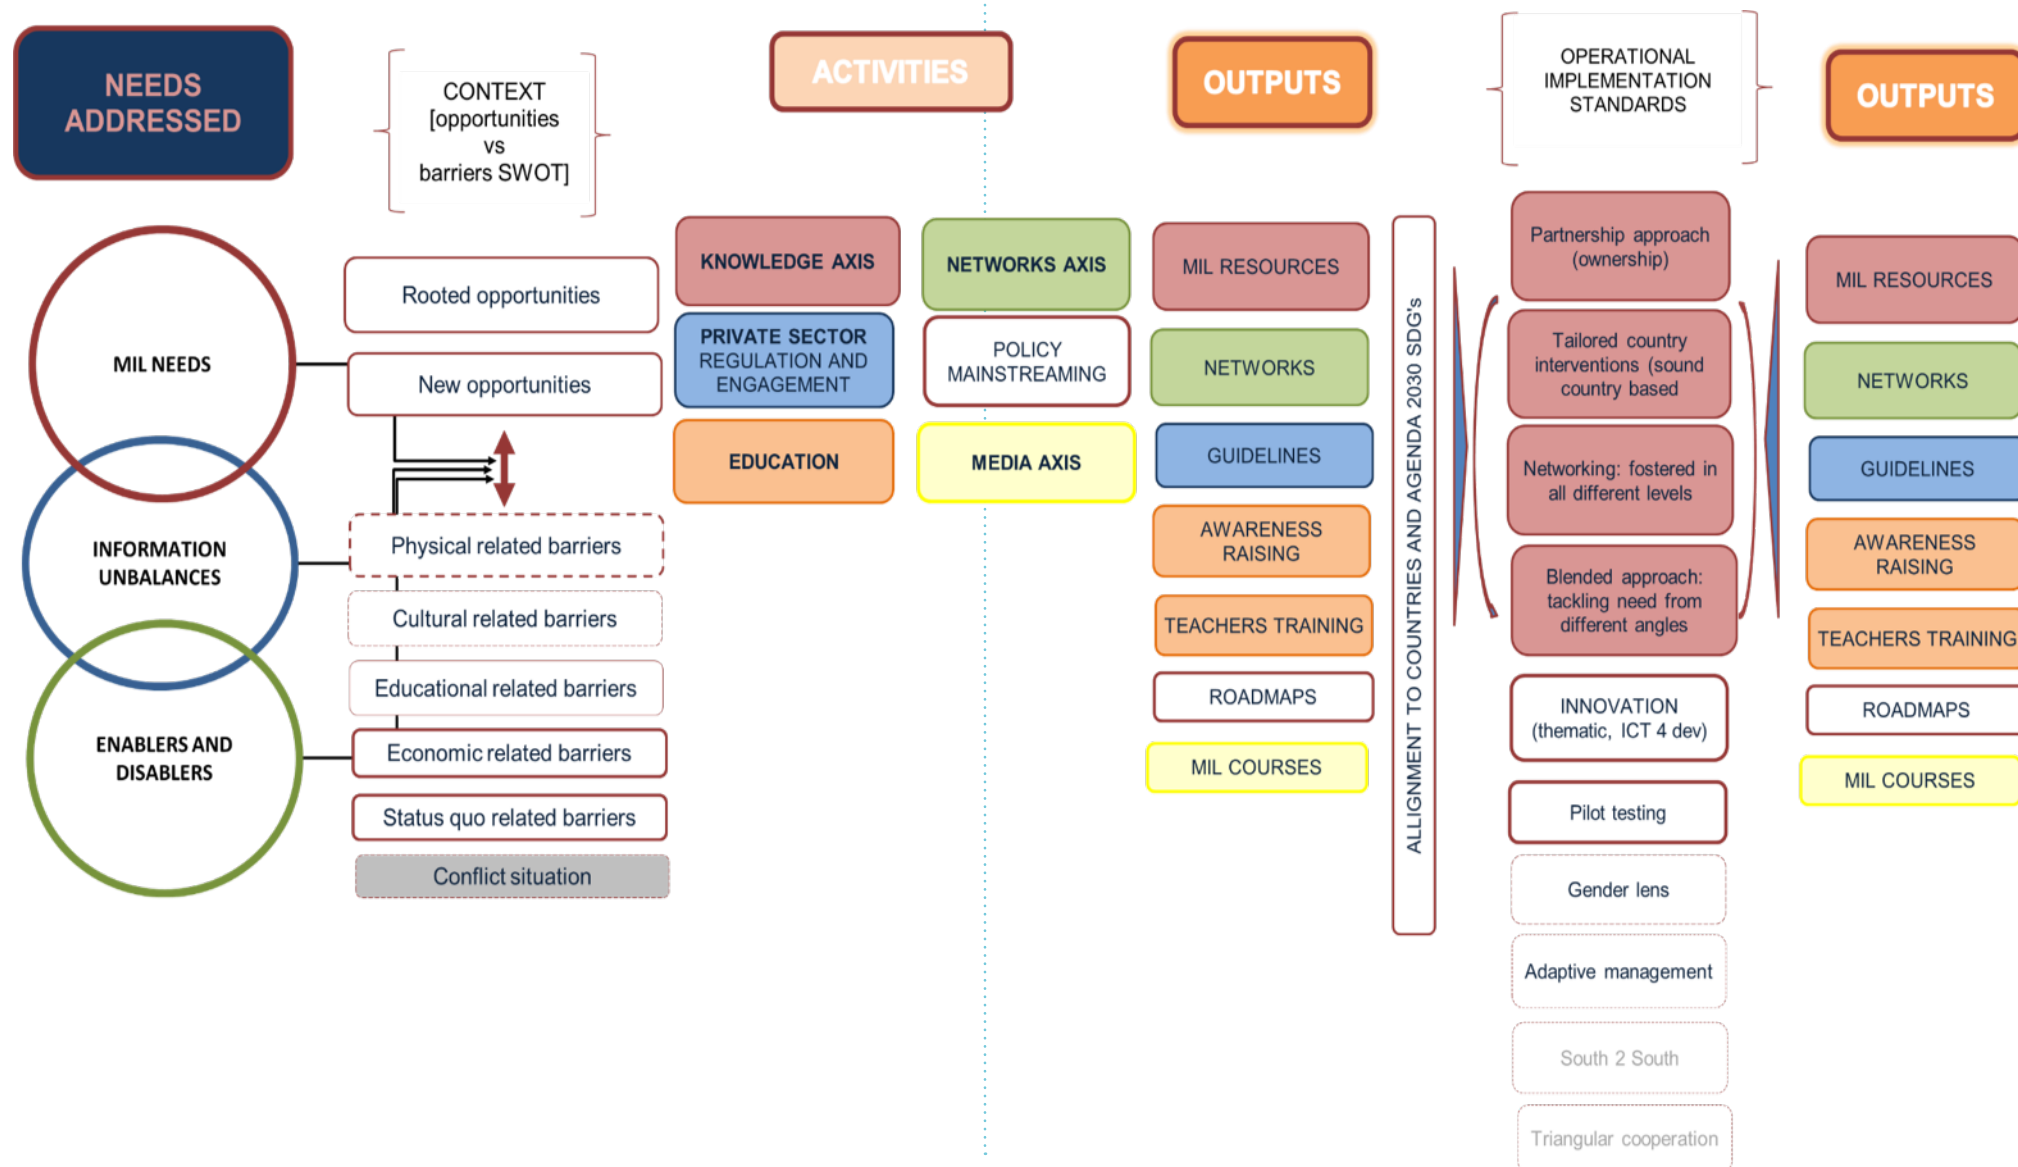 NEEDS
ADDRESSED
CONTEXT
[opportunities
vs
barriers SWOT]
ACTIVITIES
OUTPUTS
OPERATIONAL
IMPLEMENTATION
STANDARDS
OUTPUTS
MIL NEEDS
INFORMATION
UNBALANCES
ENABLERS AND
DISABLERS
Rooted opportunities
New opportunities
Physical related barriers
Cultural related barriers
Educational related barriers
Economic related barriers
Status quo related barriers
Conflict situation
KNOWLEDGE AXIS
PRIVATE SECTOR
REGULATION AND
ENGAGEMENT
EDUCATION
NETWORKS AXIS
POLICY
MAINSTREAMING
MEDIA AXIS
MIL RESOURCES
NETWORKS
GUIDELINES
AWARENESS
RAISING
TEACHERS TRAINING
ROADMAPS
MIL COURSES
ALLIGNMENT TO COUNTRIES AND AGENDA 2030 SDG's
Partnership approach
(ownership)
Tailored country
interventions (sound
country based
Networking: fostered in
all different levels
Blended approach:
tackling need from
different angles
INNOVATION
(thematic, ICT 4 dev)
Pilot testing
Gender lens
Adaptive management
South 2 South
Triangular cooperation
MIL RESOURCES
NETWORKS
GUIDELINES
AWARENESS
RAISING
TEACHERS TRAINING
ROADMAPS
MIL COURSES